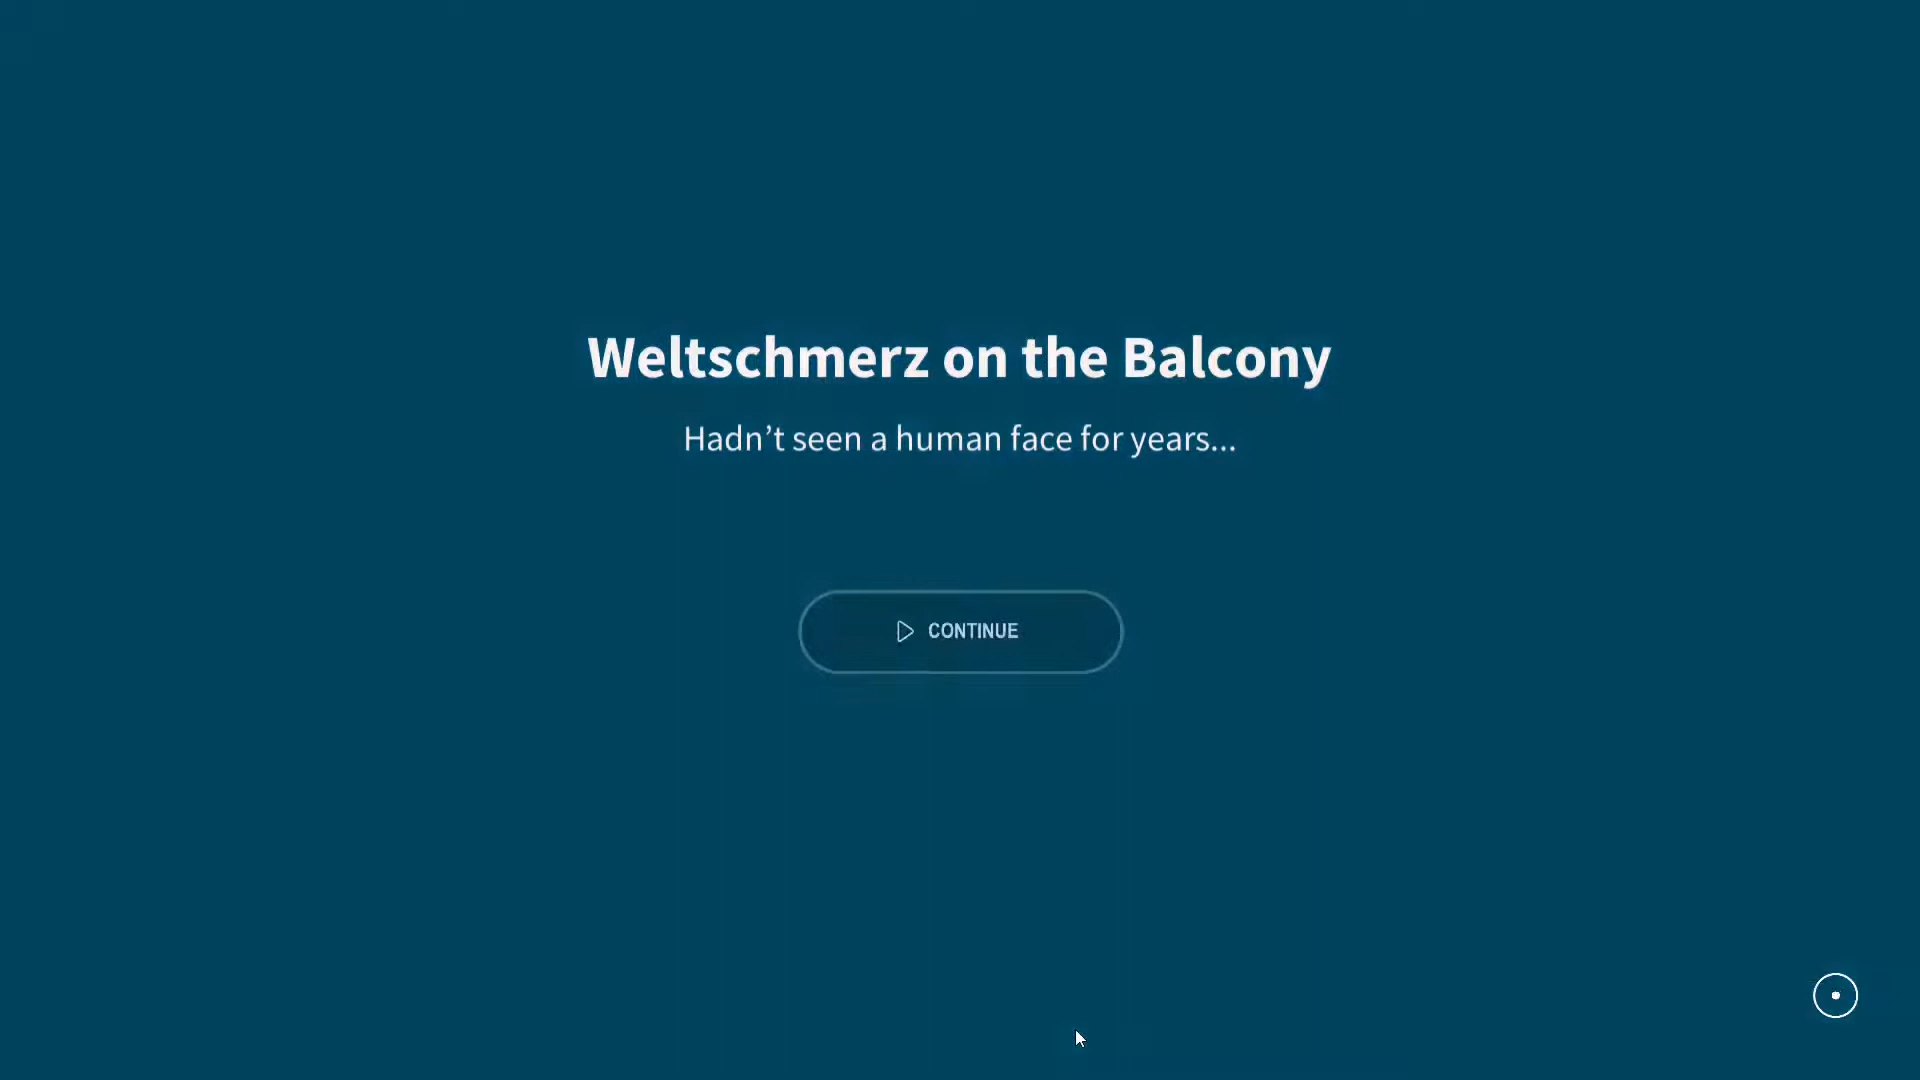 Weltschmerz on the Balcony
Hadn’t seen a human face for years...
CONTINUE